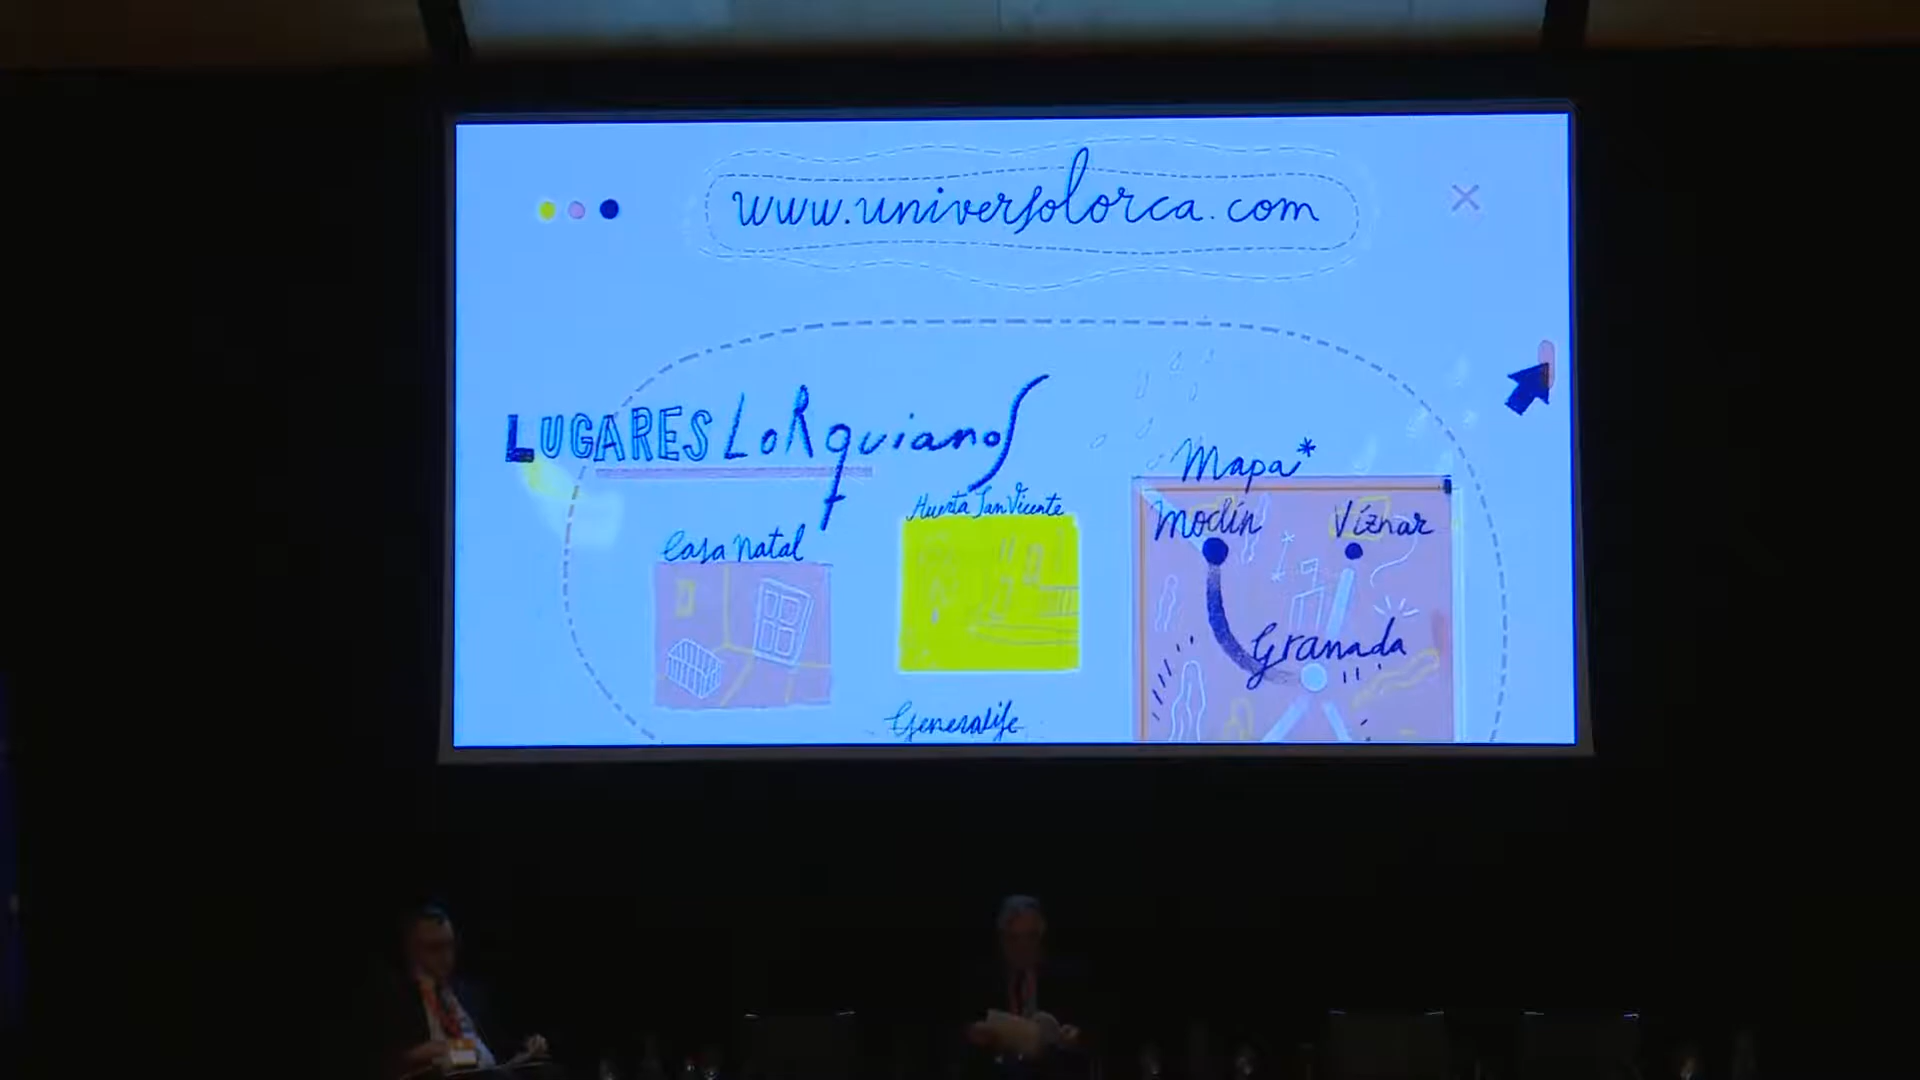 www.universolorca.com
LUGARES LoRquianos
Casa Natal
Huerta San Vicente
Generalife
Mapa*
Moclín
Víznar
Granada